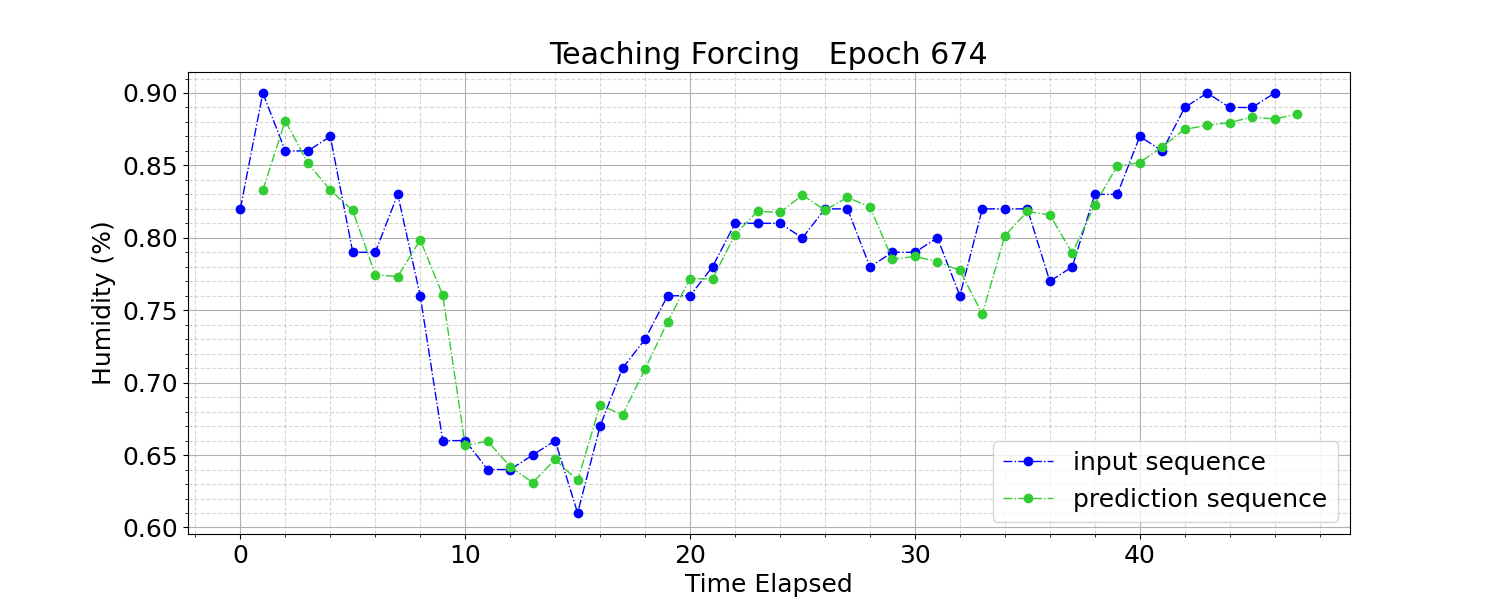 Teaching Forcing   Epoch 674
Humidity (%)
0.90
0.85
0.80
0.75
0.70
0.65
0.60
input sequence
prediction sequence
0 10 20 30 40
Time Elapsed